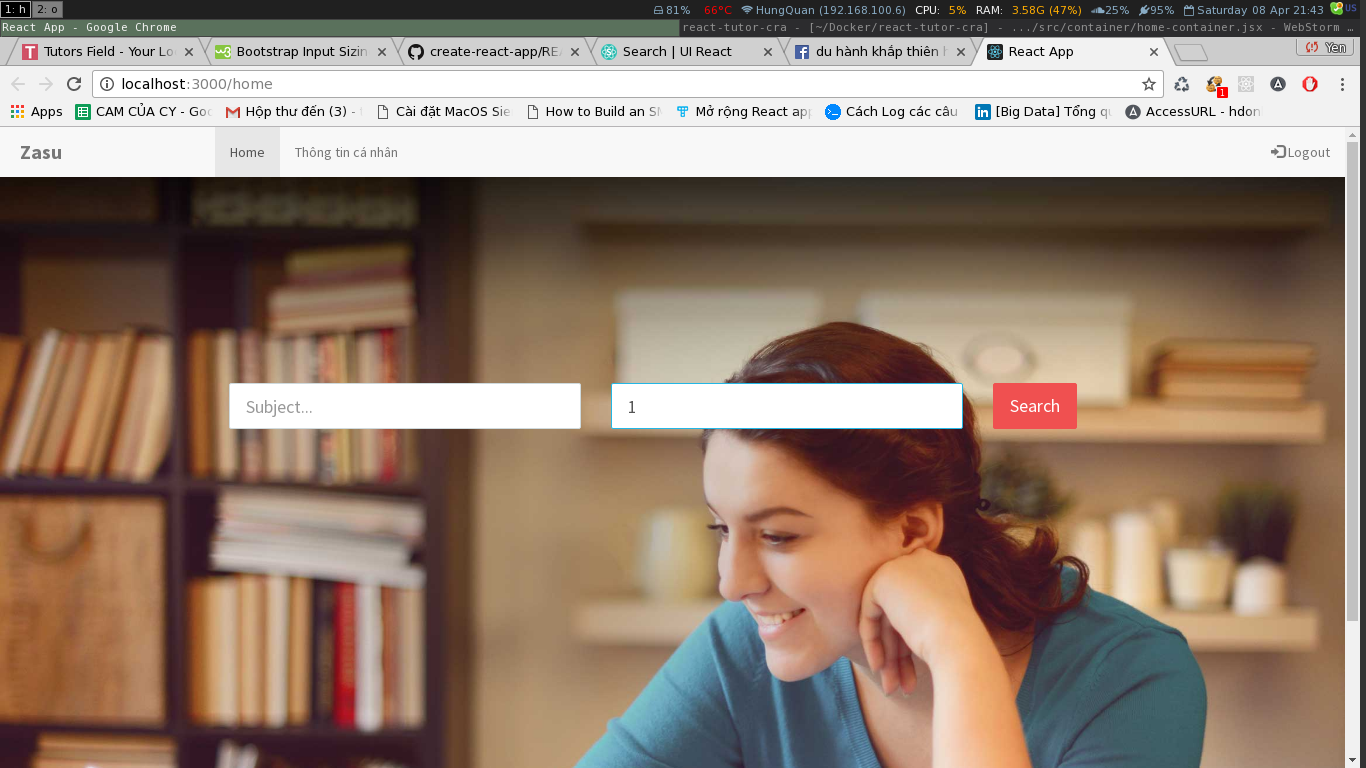 1: h 2: o 81% 66°C HungQuan (192.168.100.6) CPU: 5% RAM: 3.58G (47%) 25% 95% Saturday 08 Apr 21:43 US
React App - Google Chrome react-tutor-cra - [~/Docker/react-tutor-cra] - .../src/container/home-container.jsx - WebStorm …
Tutors Field - Your Lo Bootstrap Input Sizin create-react-app/RE Search | UI React du hành khắp thiên h React App Yen
localhost:3000/home 1
Apps CAM CỦA CY - Goo Hộp thư đến (3) - Cài đặt MacOS Sie How to Build an SM Mở rộng React app Cách Log các câu [Big Data] Tổng qu AccessURL - hdon
Zasu Home Thông tin cá nhân Logout
Subject... 1 Search